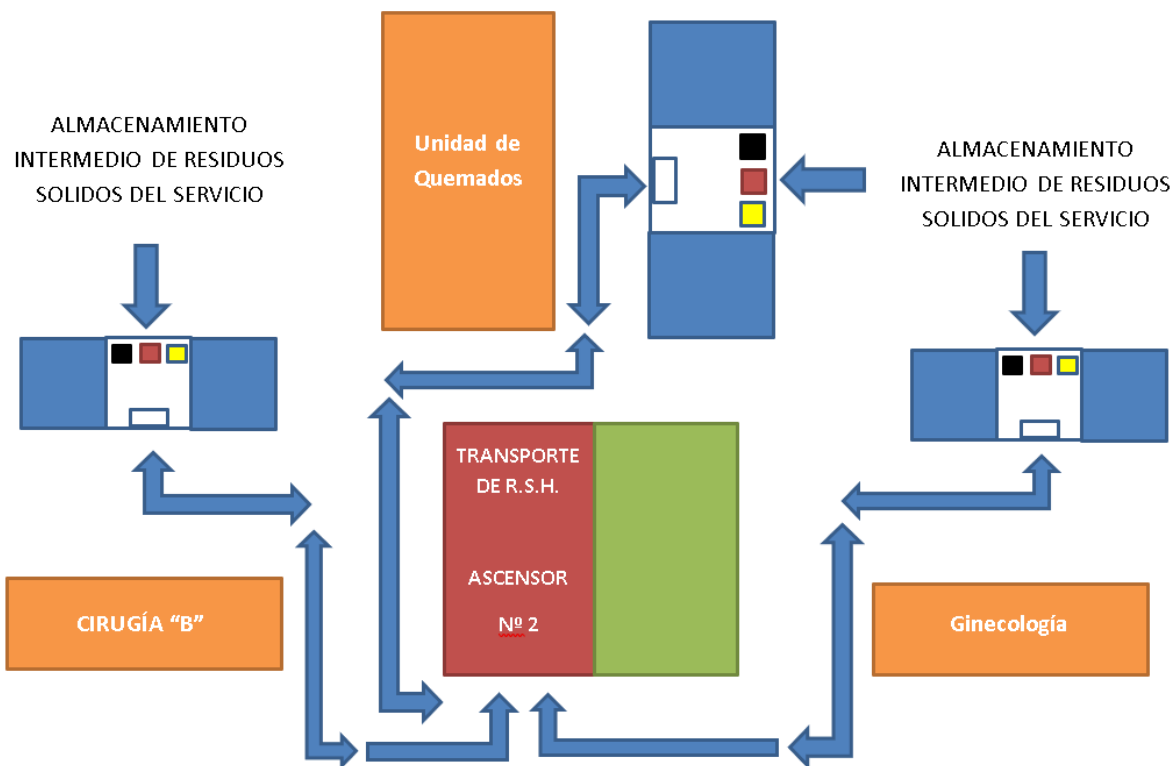 ALMACENAMIENTO
INTERMEDIO DE RESIDUOS
SOLIDOS DEL SERVICIO
Unidad de
Quemados
ALMACENAMIENTO
INTERMEDIO DE RESIDUOS
SOLIDOS DEL SERVICIO
TRANSPORTE
DE R.S.H.
ASCENSOR
Nº 2
CIRUGÍA “B”
Ginecología